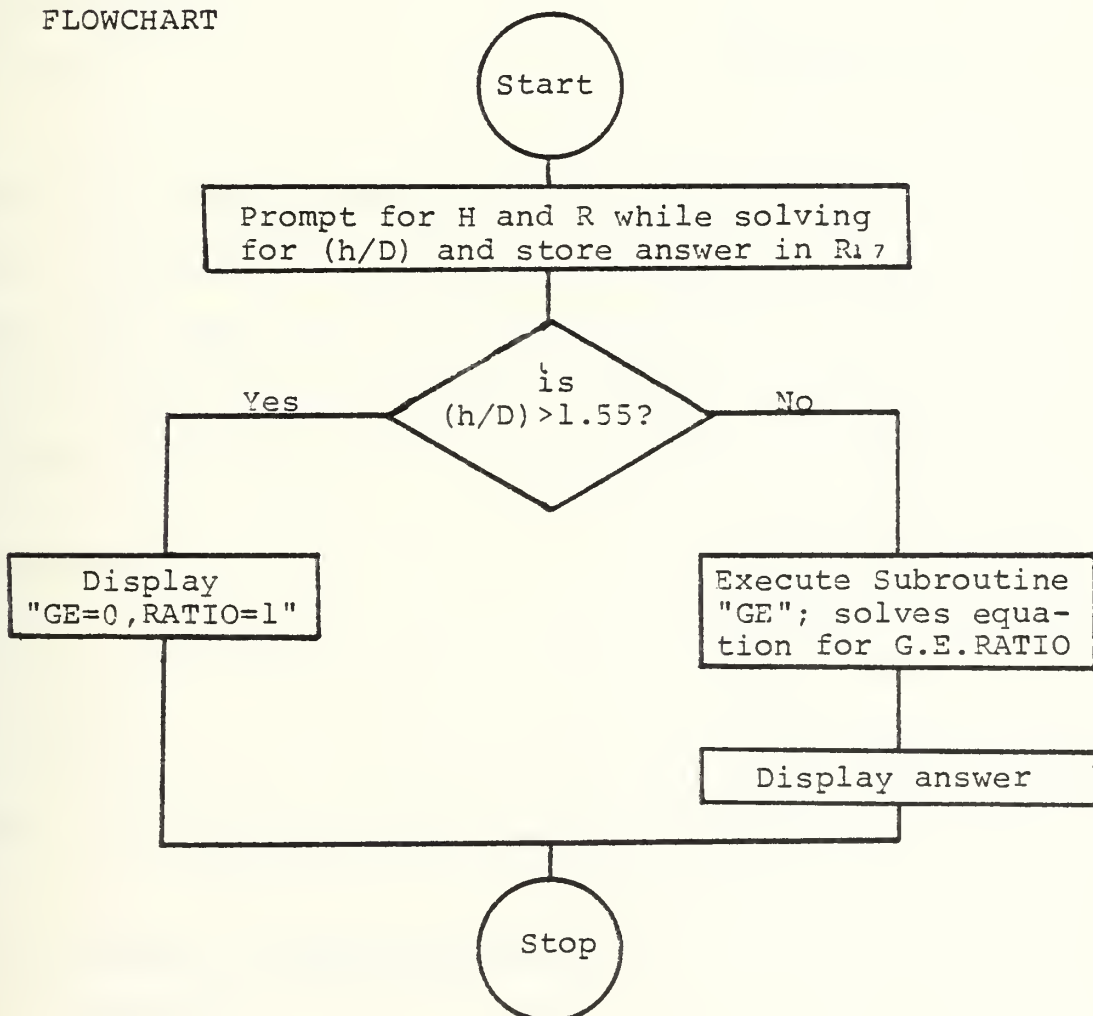 FLOWCHART
Start
Prompt for H and R while solving
for (h/D) and store answer in R17
is
(h/D)>1.55?
Yes
No
Display
"GE=0,RATIO=1"
Execute Subroutine
"GE"; solves equa-
tion for G.E.RATIO
Display answer
Stop